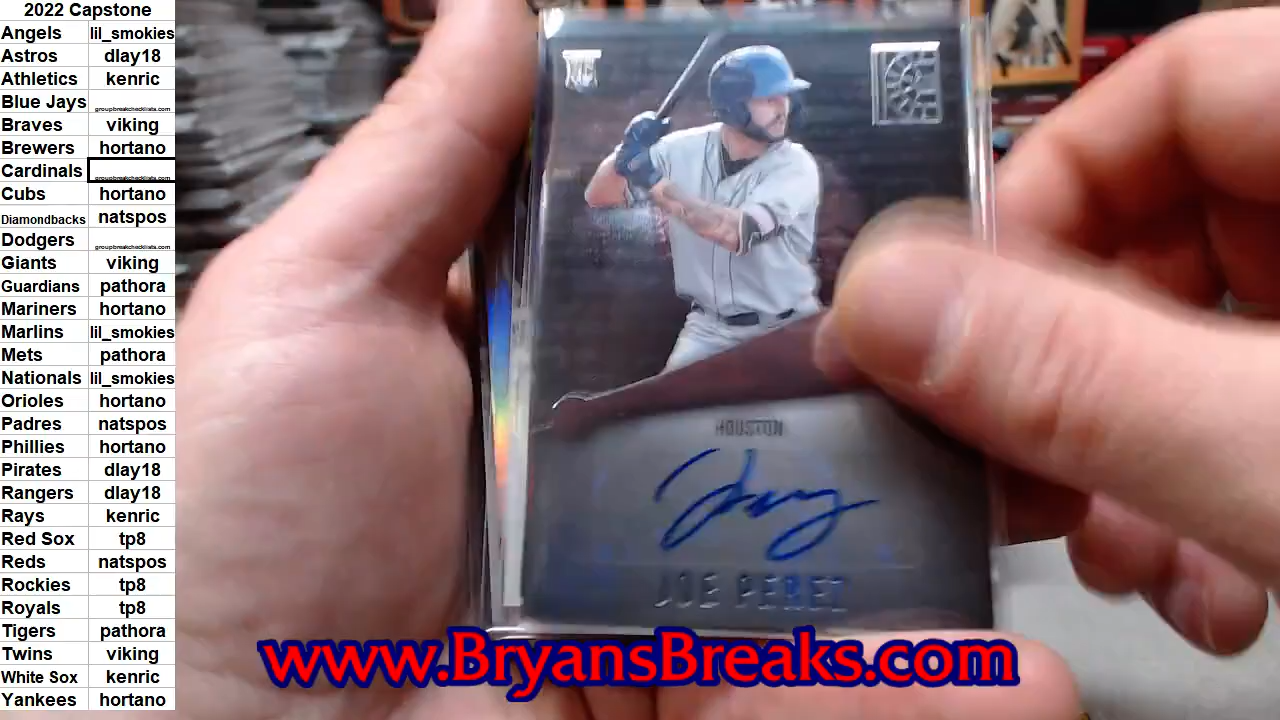 2022 Capstone
Angels lil_smokies
Astros dlay18
Athletics kenric
Blue Jays groupbreakchecklists.com
Braves viking
Brewers hortano
Cardinals groupbreakchecklists.com
Cubs hortano
Diamondbacks natspos
Dodgers groupbreakchecklists.com
Giants viking
Guardians pathora
Mariners hortano
Marlins lil_smokies
Mets pathora
Nationals lil_smokies
Orioles hortano
Padres natspos
Phillies hortano
Pirates dlay18
Rangers dlay18
Rays kenric
Red Sox tp8
Reds natspos
Rockies tp8
Royals tp8
Tigers pathora
Twins viking
White Sox kenric
Yankees hortano
HOUSTON
JOE PEREZ
www.BryansBreaks.com